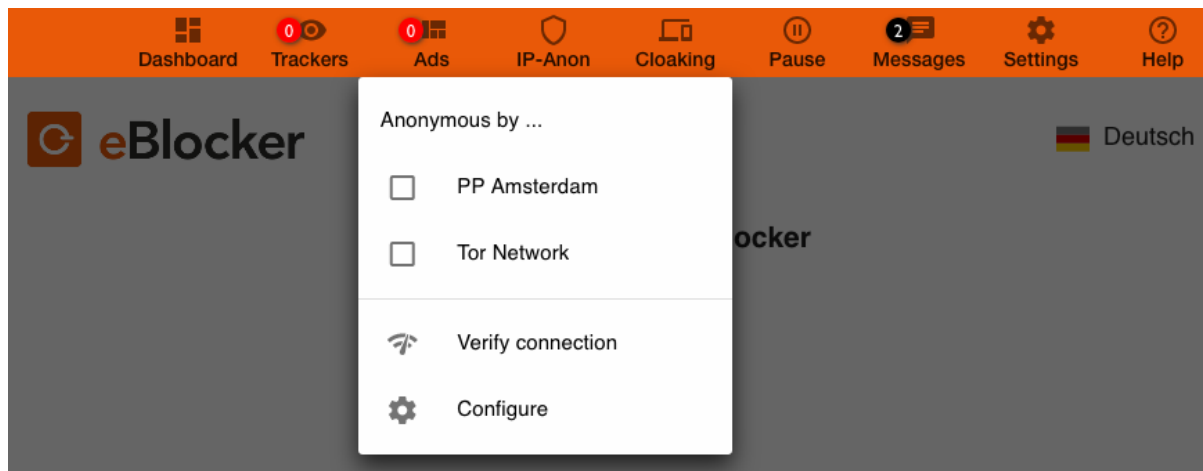 0 0 2
Dashboard Trackers Ads IP-Anon Cloaking Pause Messages Settings Help
Anonymous by ...
eBlocker
Deutsch
PP Amsterdam
ocker
Tor Network
Verify connection
Configure